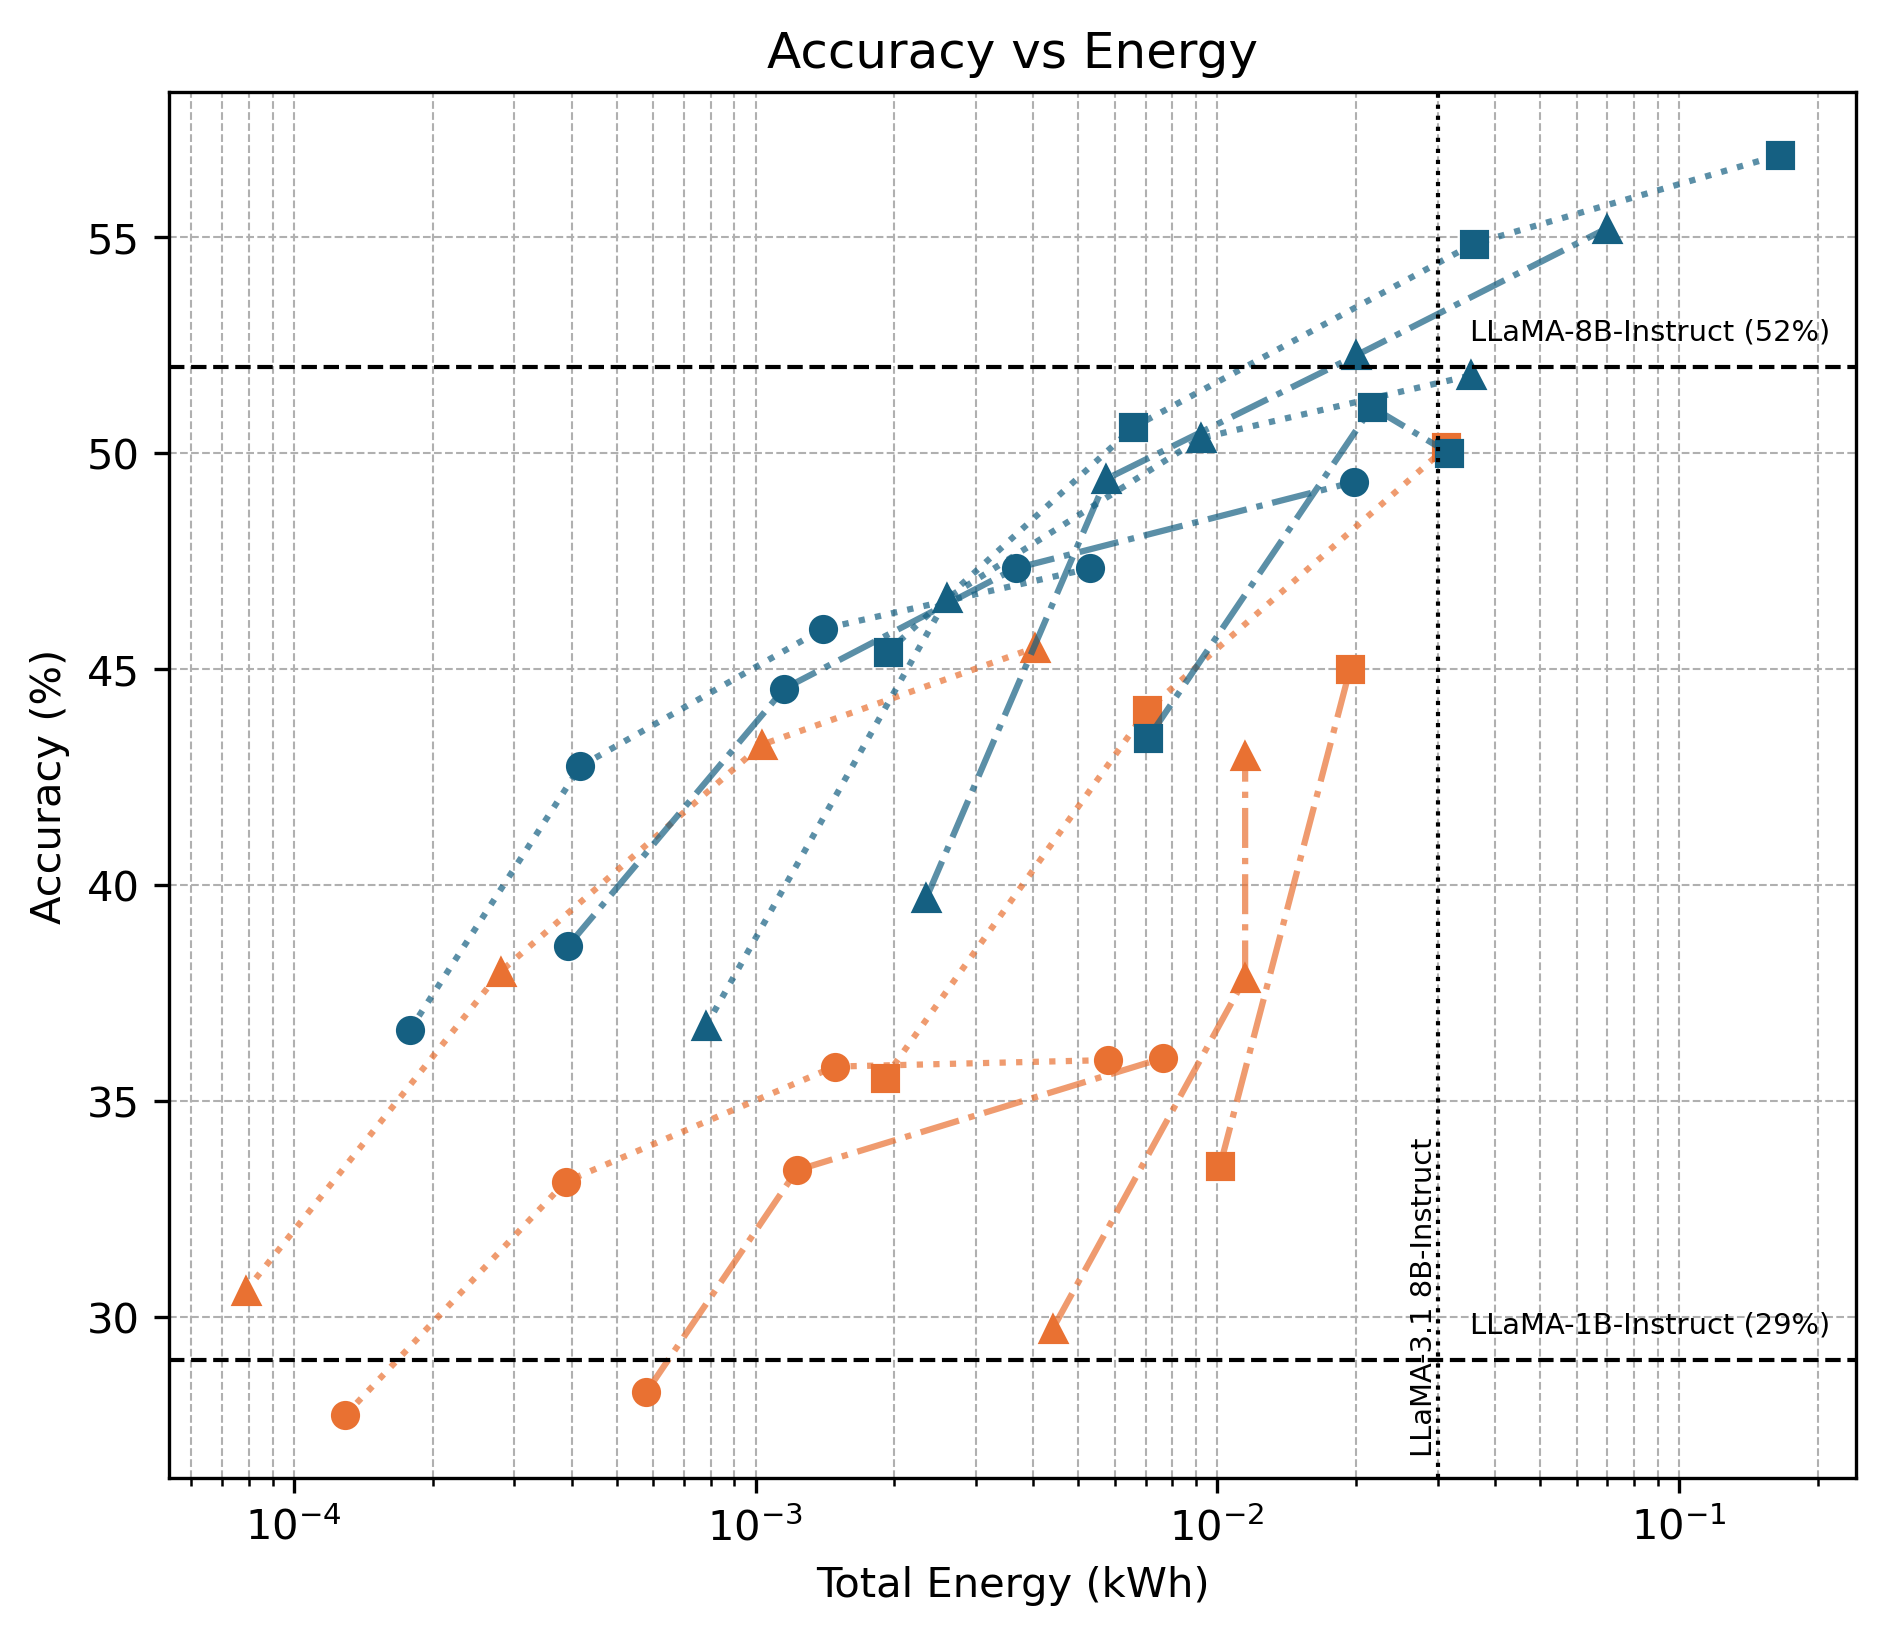 Accuracy vs Energy
55
50
45
40
35
30
Accuracy (%)
LLaMA-8B-Instruct (52%)
LLaMA-3.1 8B-Instruct
LLaMA-1B-Instruct (29%)
10⁻⁴ 10⁻³ 10⁻² 10⁻¹
Total Energy (kWh)